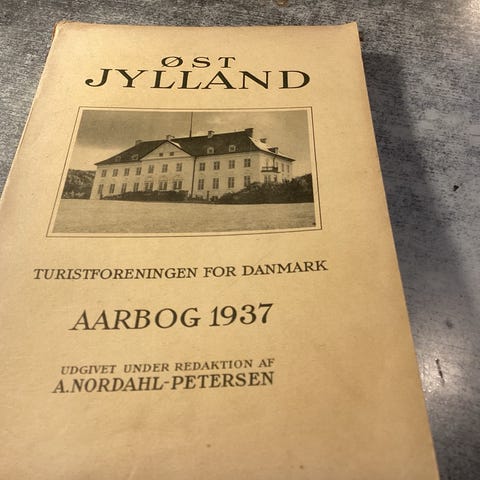 ØST
JYLLAND
TURISTFORENINGEN FOR DANMARK
AARBOG 1937
UDGIVET UNDER REDAKTION AF
A. NORDAHL-PETERSEN